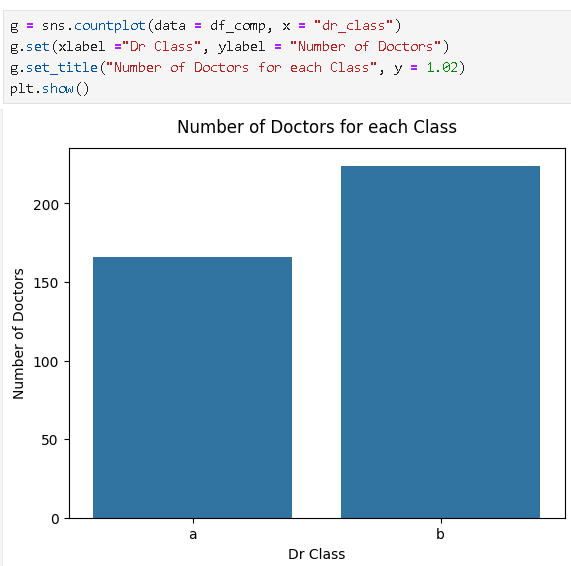 g = sns.countplot(data = df_comp, x = "dr_class")
g.set(xlabel ="Dr Class", ylabel = "Number of Doctors")
g.set_title("Number of Doctors for each Class", y = 1.02)
plt.show()
Number of Doctors for each Class
200
150
100
50
0
Number of Doctors
a b
Dr Class